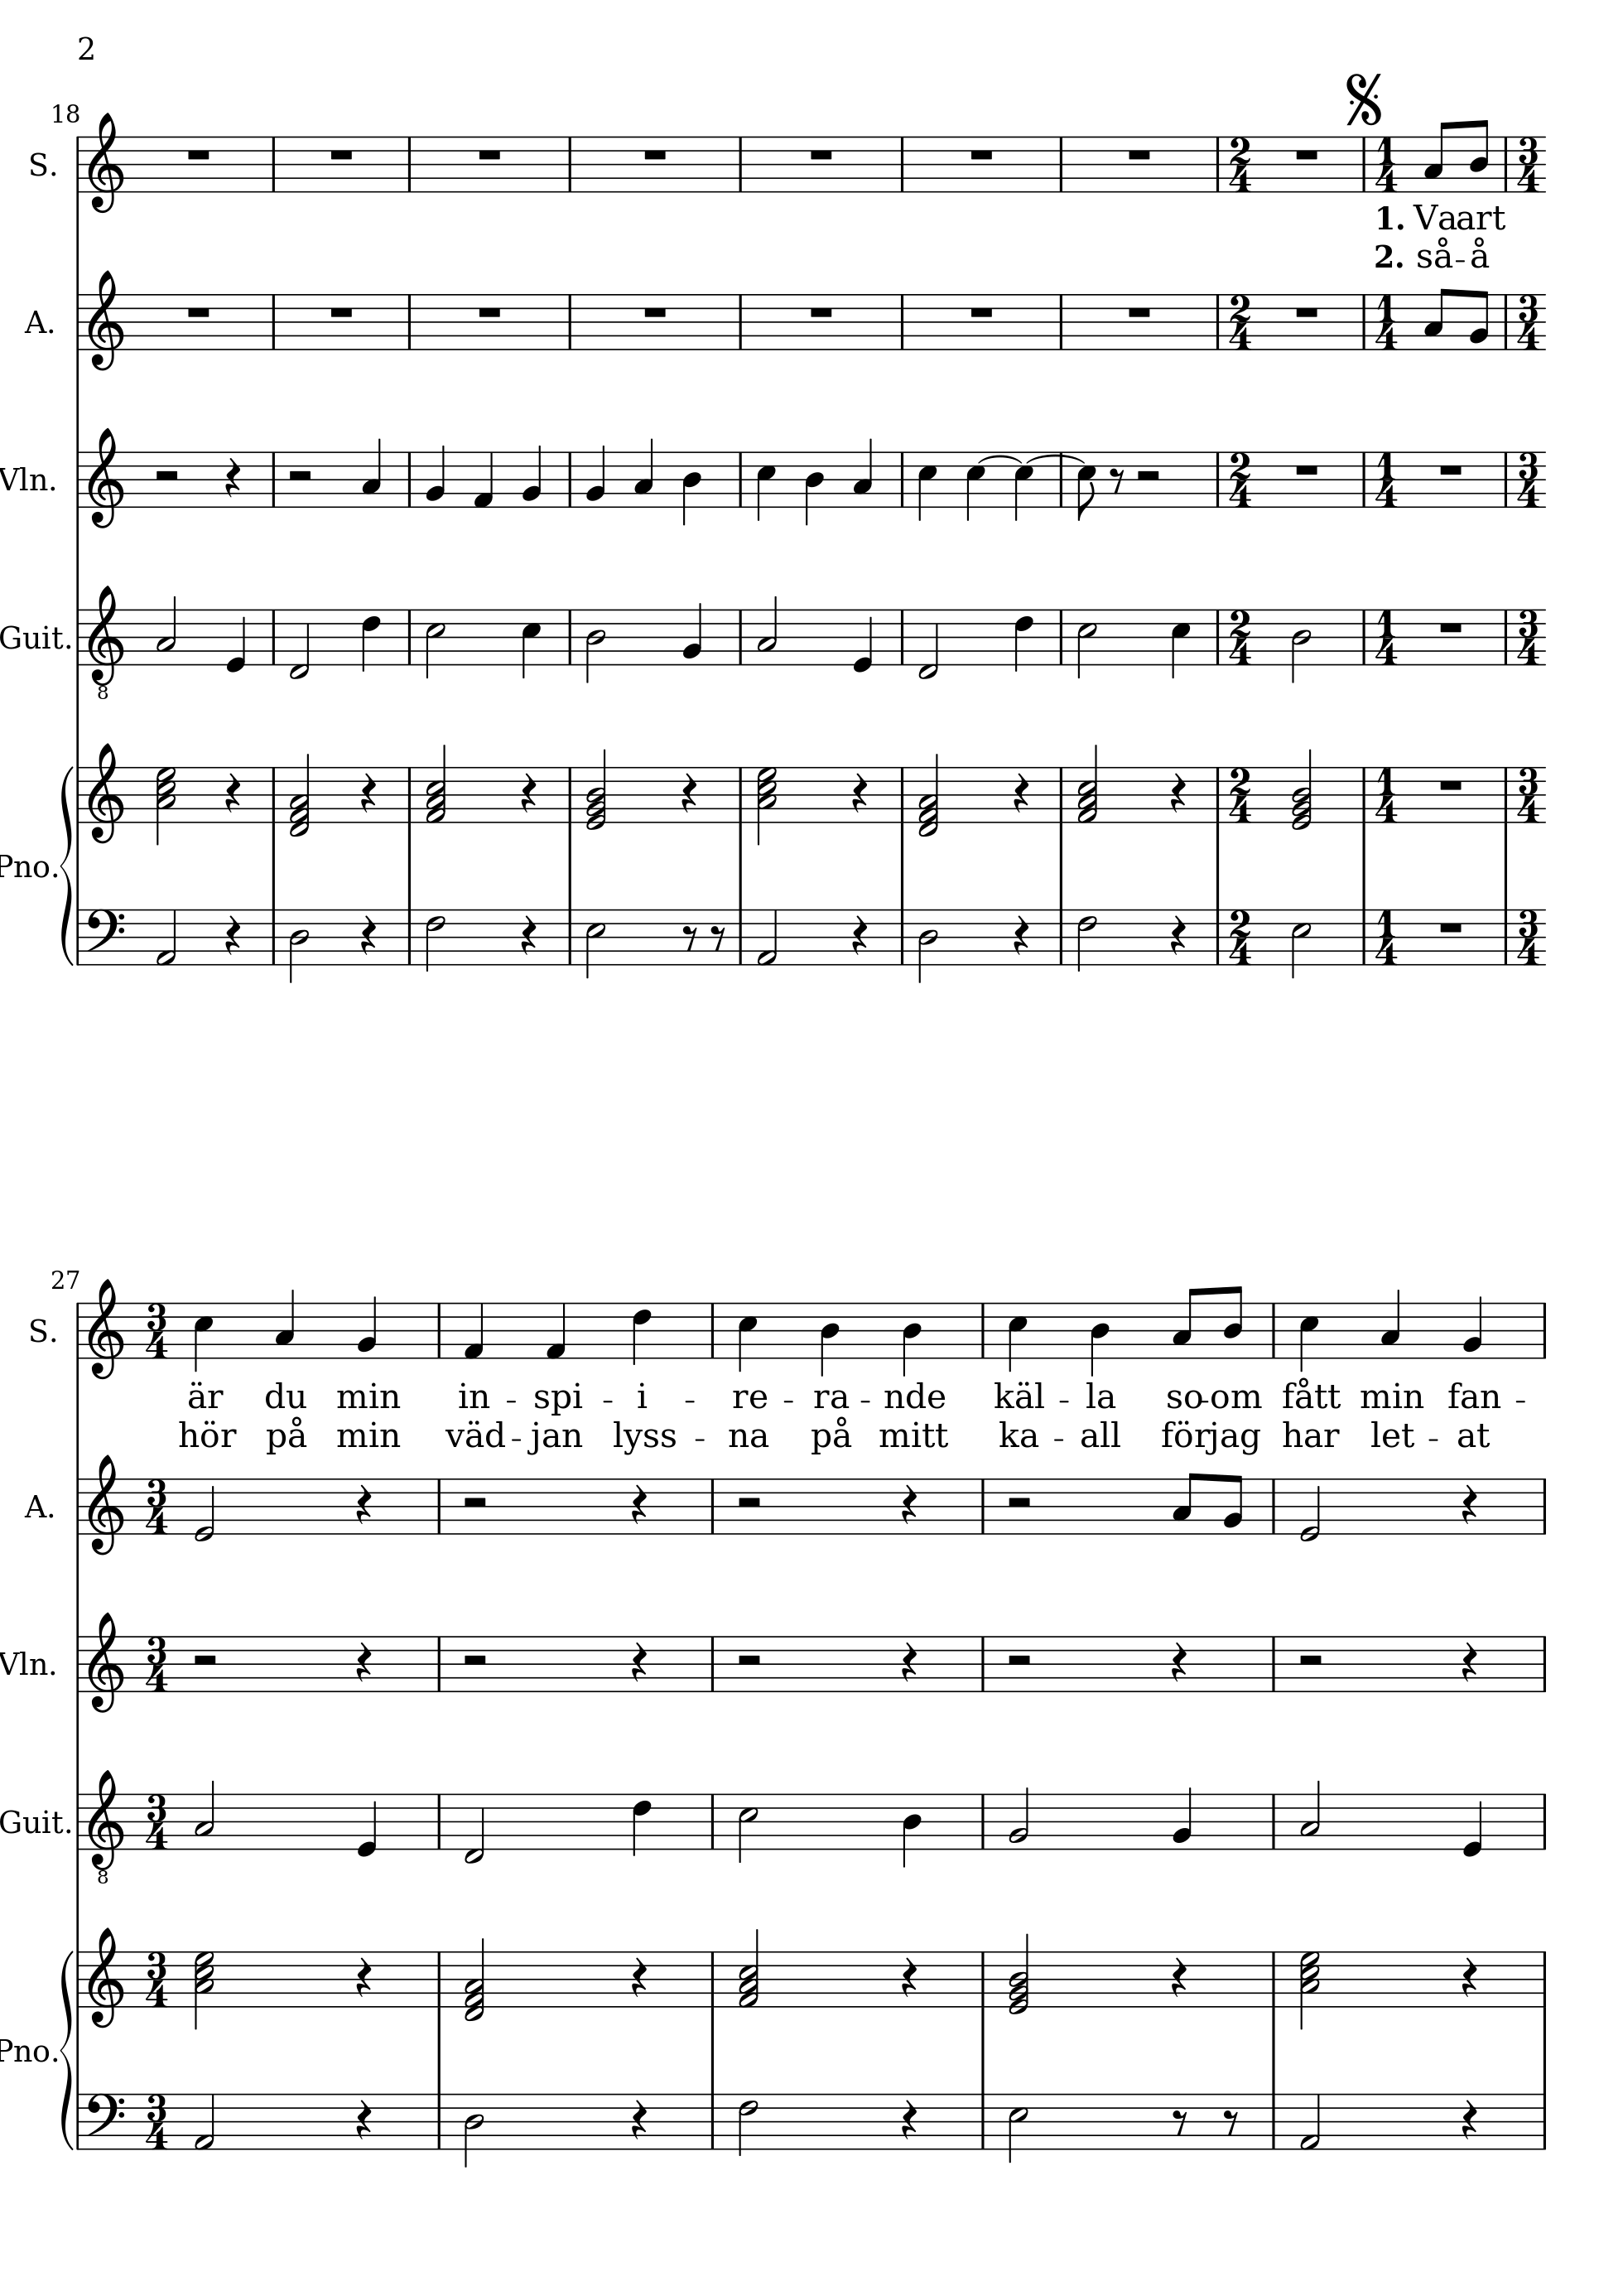 2
18
S.
1. Vaart
2. så - å
A.
Vln.
Guit.
8
Pno.
27
S.
är du min in - spi - i - re - ra - nde käl - la so - om fått min fan -
hör på min väd - jan lyss - na på mitt ka - all förjag har let - at
A.
Vln.
Guit.
8
Pno.